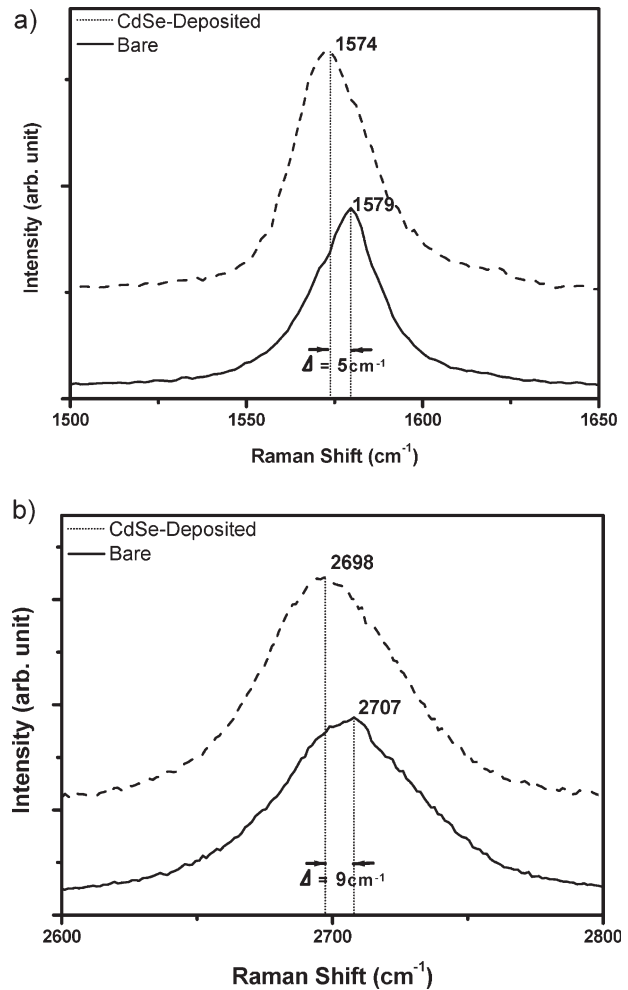 a)
CdSe-Deposited
Bare
1574
1579
Δ = 5cm⁻¹
Intensity (arb. unit)
1500 1550 1600 1650
Raman Shift (cm⁻¹)
b)
CdSe-Deposited
Bare
2698
2707
Δ = 9cm⁻¹
Intensity (arb. unit)
2600 2700 2800
Raman Shift (cm⁻¹)